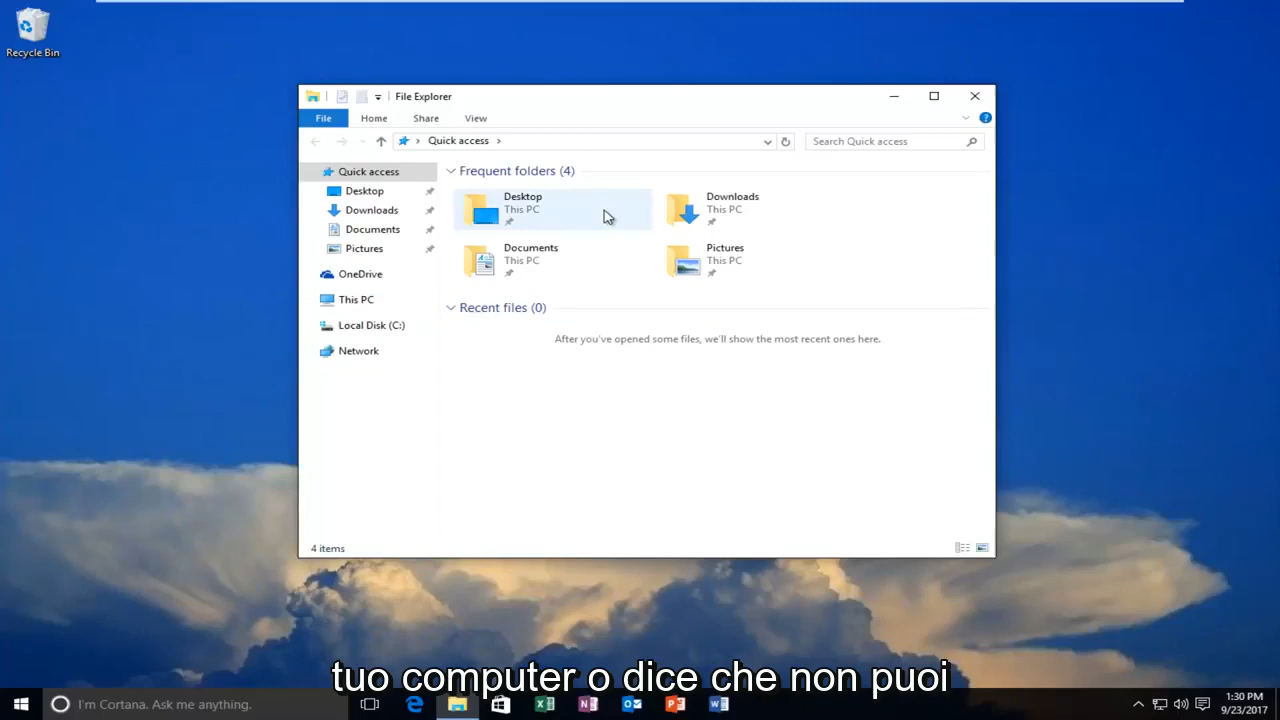 Recycle Bin
File Explorer
File Home Share View
Quick access
Search Quick access
Quick access
Desktop
Downloads
Documents
Pictures
OneDrive
This PC
Local Disk (C:)
Network
Frequent folders (4)
Desktop
This PC
Downloads
This PC
Documents
This PC
Pictures
This PC
Recent files (0)
After you've opened some files, we'll show the most recent ones here.
4 items
tuo computer o dice che non puoi
I'm Cortana. Ask me anything.
1:30 PM
9/23/2017